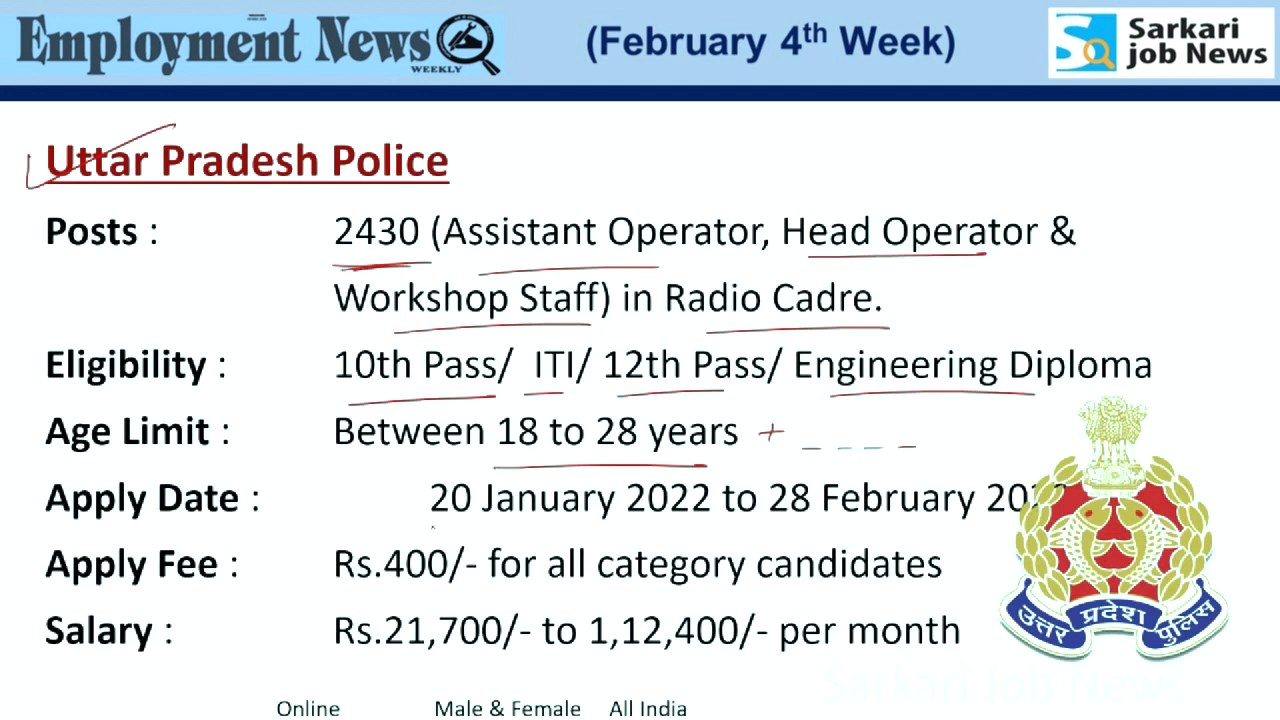 Employment News
WEEKLY
(February 4th Week)
Sarkari
job News
Uttar Pradesh Police
Posts : 2430 (Assistant Operator, Head Operator &
Workshop Staff) in Radio Cadre.
Eligibility : 10th Pass/ ITI/ 12th Pass/ Engineering Diploma
Age Limit : Between 18 to 28 years +
Apply Date : 20 January 2022 to 28 February
Apply Fee : Rs.400/- for all category candidates
Salary : Rs.21,700/- to 1,12,400/- per month
उत्तर प्रदेश पुलिस
Sarkari Job News
Online Male & Female All India